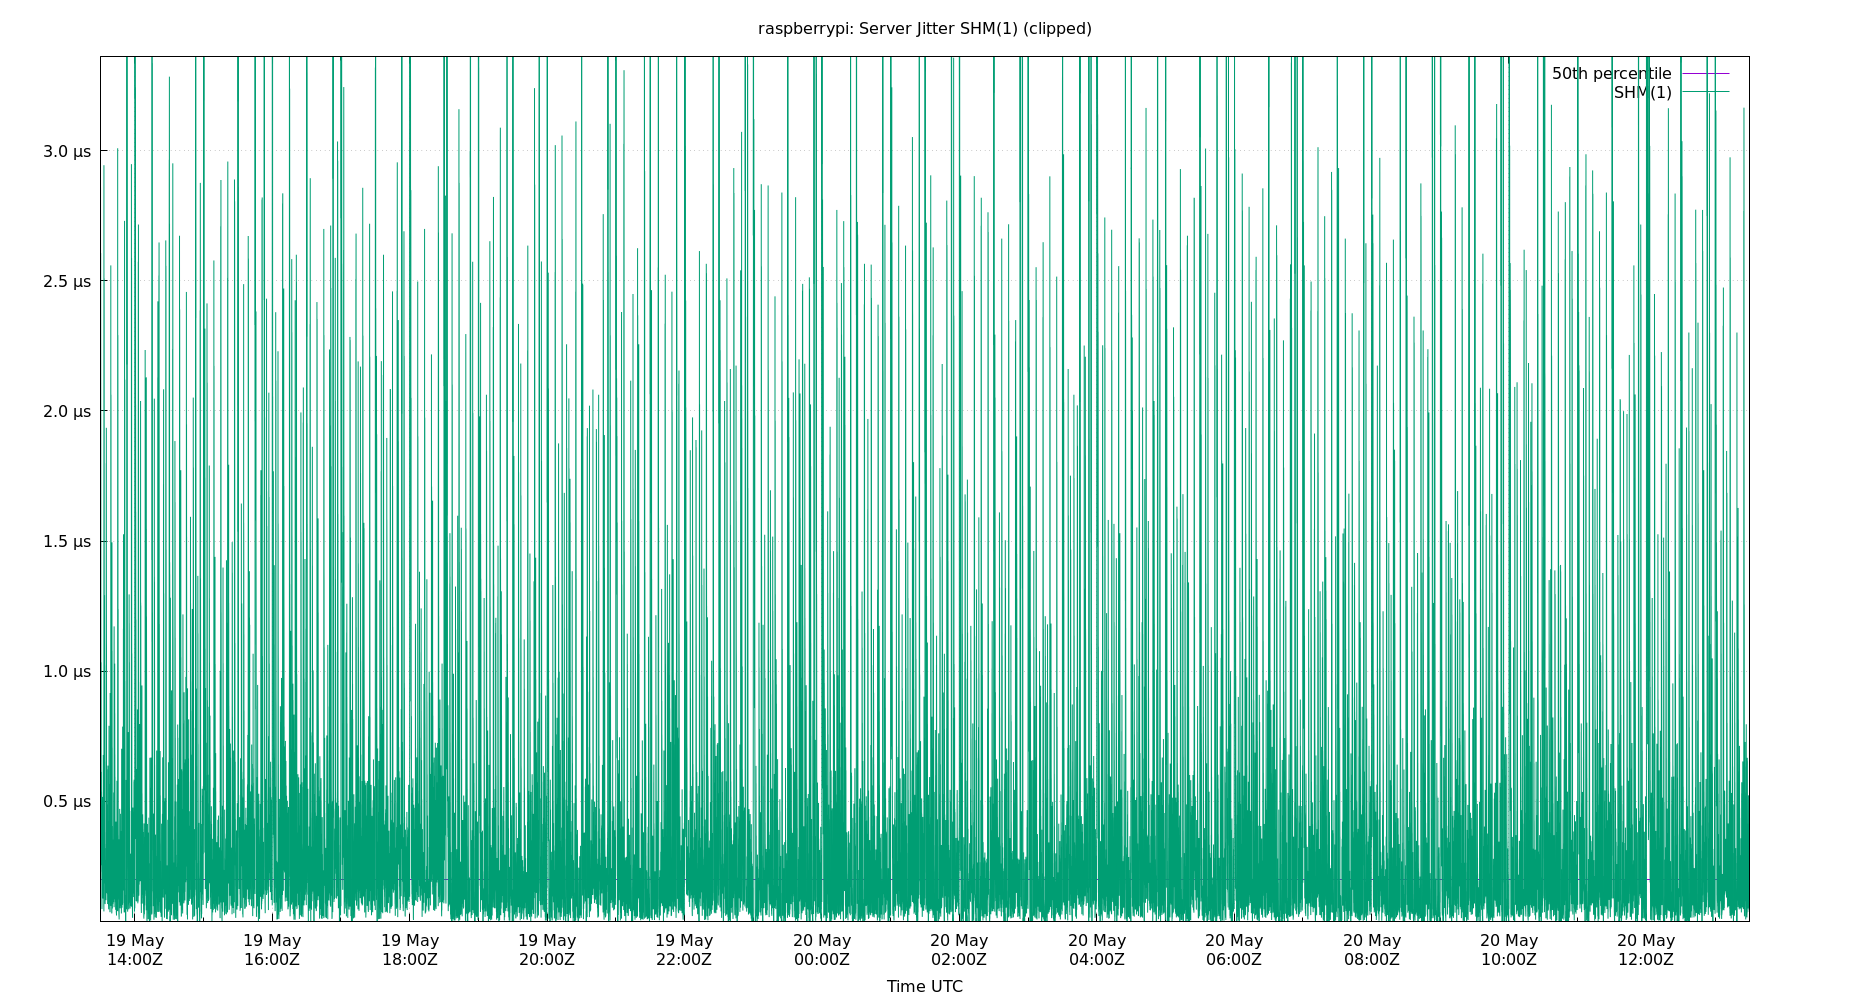 raspberrypi: Server Jitter SHM(1) (clipped)
50th percentile
SHM(1)
3.0 µs
2.5 µs
2.0 µs
1.5 µs
1.0 µs
0.5 µs
19 May 19 May 19 May 19 May 19 May 20 May 20 May 20 May 20 May 20 May 20 May 20 May
14:00Z 16:00Z 18:00Z 20:00Z 22:00Z 00:00Z 02:00Z 04:00Z 06:00Z 08:00Z 10:00Z 12:00Z
Time UTC